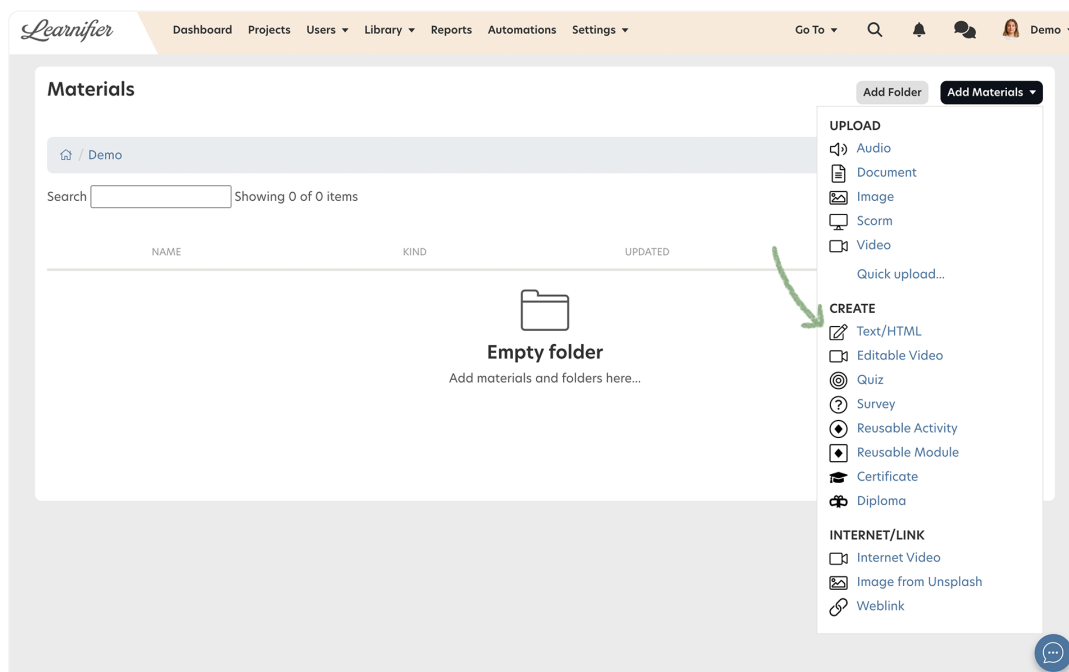 Learnifier
Dashboard Projects Users Library Reports Automations Settings Go To Demo
Materials
Add Folder Add Materials
/ Demo
Search Showing 0 of 0 items
NAME KIND UPDATED
Empty folder
Add materials and folders here...
UPLOAD
Audio
Document
Image
Scorm
Video
Quick upload...
CREATE
Text/HTML
Editable Video
Quiz
Survey
Reusable Activity
Reusable Module
Certificate
Diploma
INTERNET/LINK
Internet Video
Image from Unsplash
Weblink